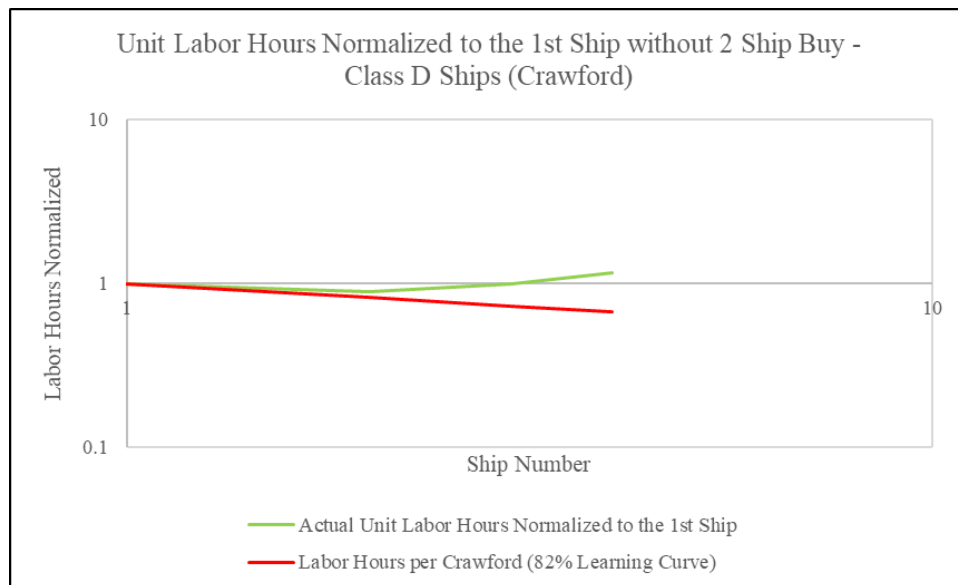 Unit Labor Hours Normalized to the 1st Ship without 2 Ship Buy -
Class D Ships (Crawford)
10
1
0.1
Labor Hours Normalized
1
10
Ship Number
Actual Unit Labor Hours Normalized to the 1st Ship
Labor Hours per Crawford (82% Learning Curve)